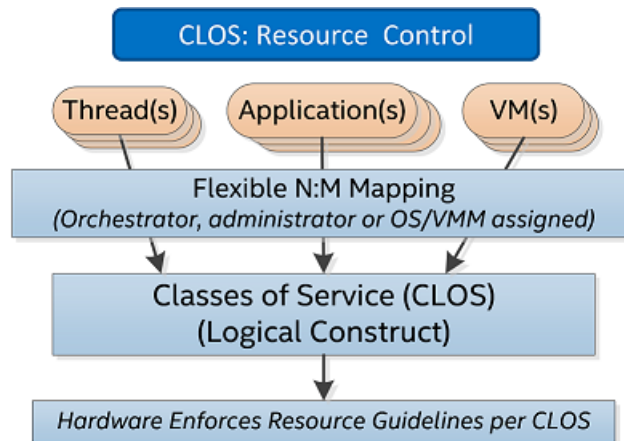 CLOS: Resource Control
Thread(s) Application(s) VM(s)
Flexible N:M Mapping
(Orchestrator, administrator or OS/VMM assigned)
Classes of Service (CLOS)
(Logical Construct)
Hardware Enforces Resource Guidelines per CLOS